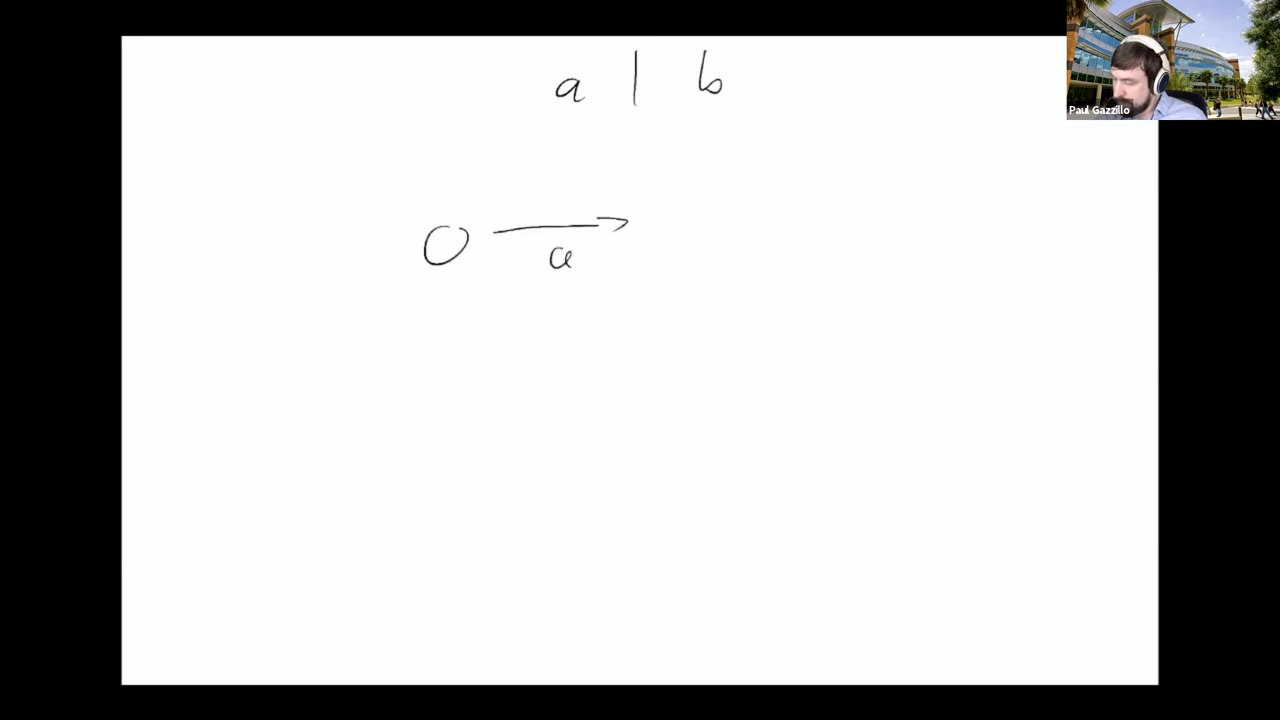 a | b
Paul Gazzillo
O →
a